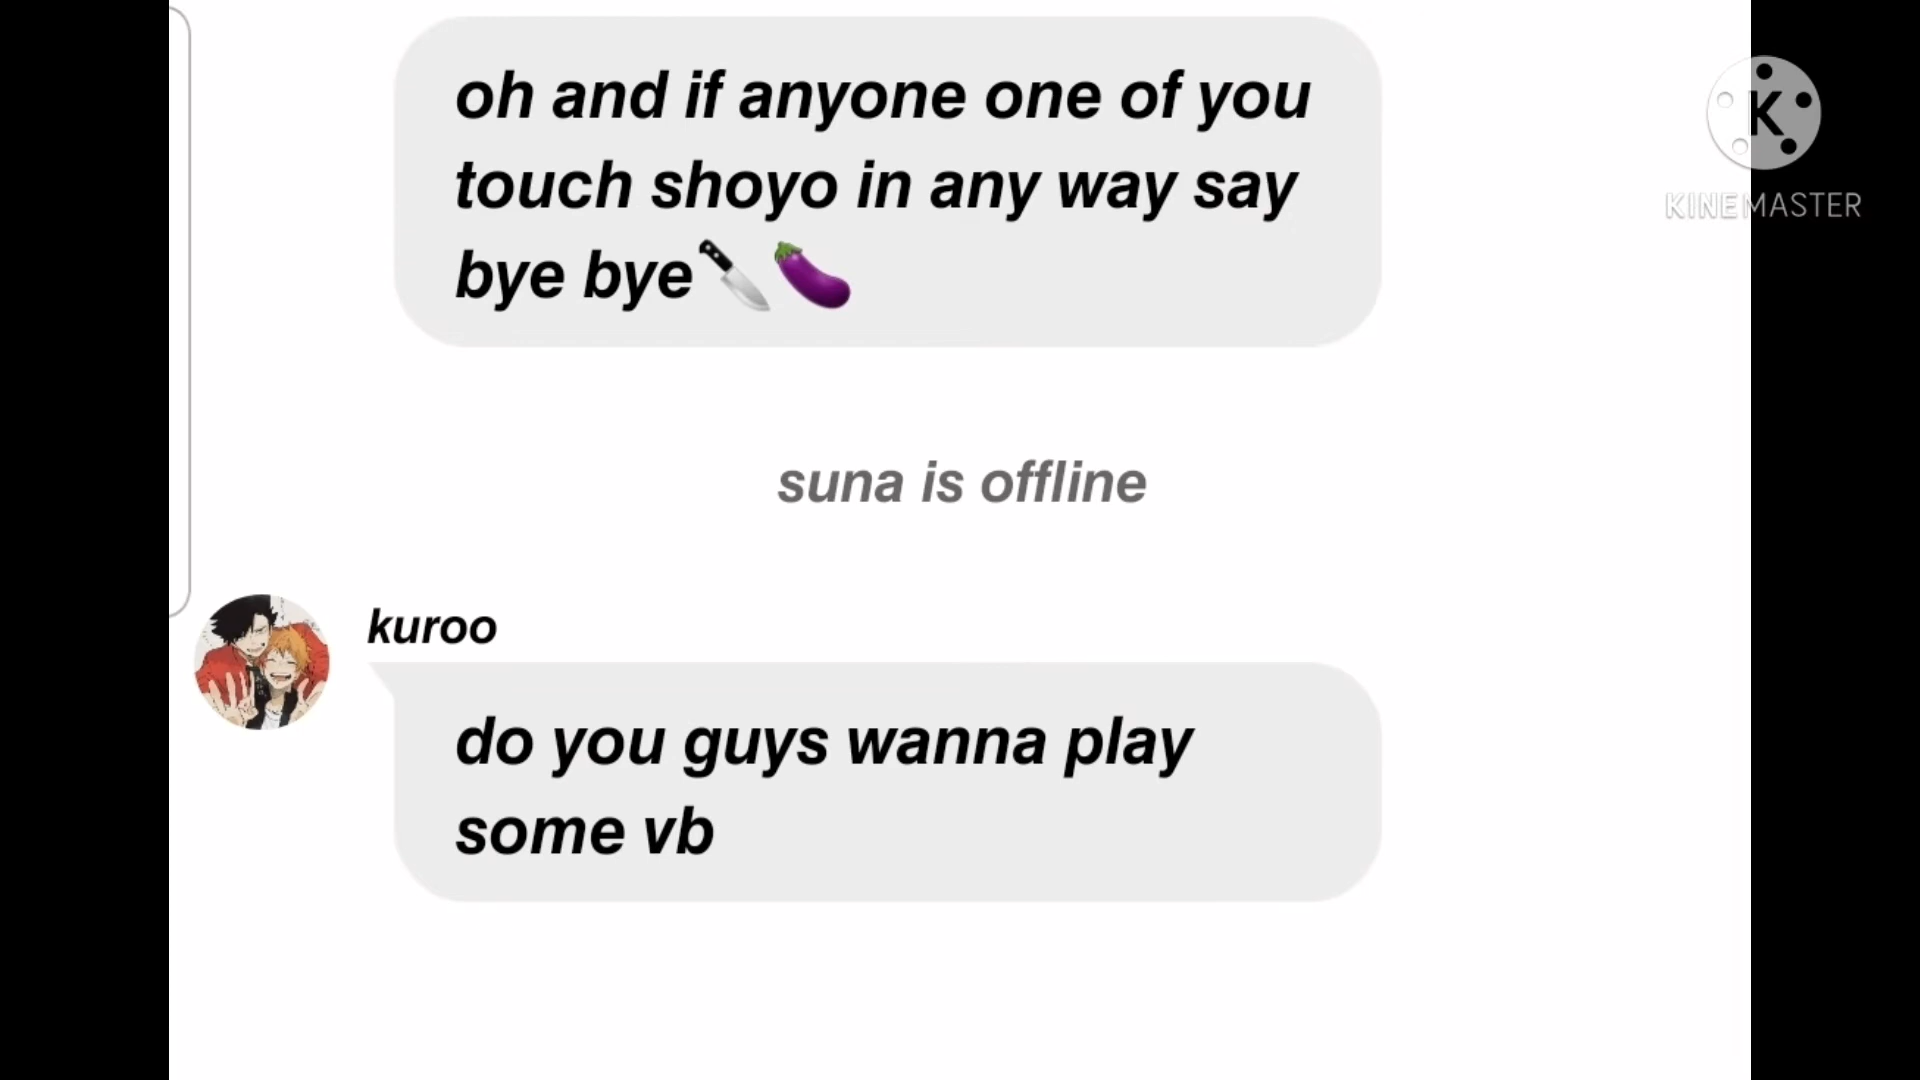 oh and if anyone one of you
touch shoyo in any way say
bye bye🔪🍆
K
KINEMASTER
suna is offline
kuroo
do you guys wanna play
some vb